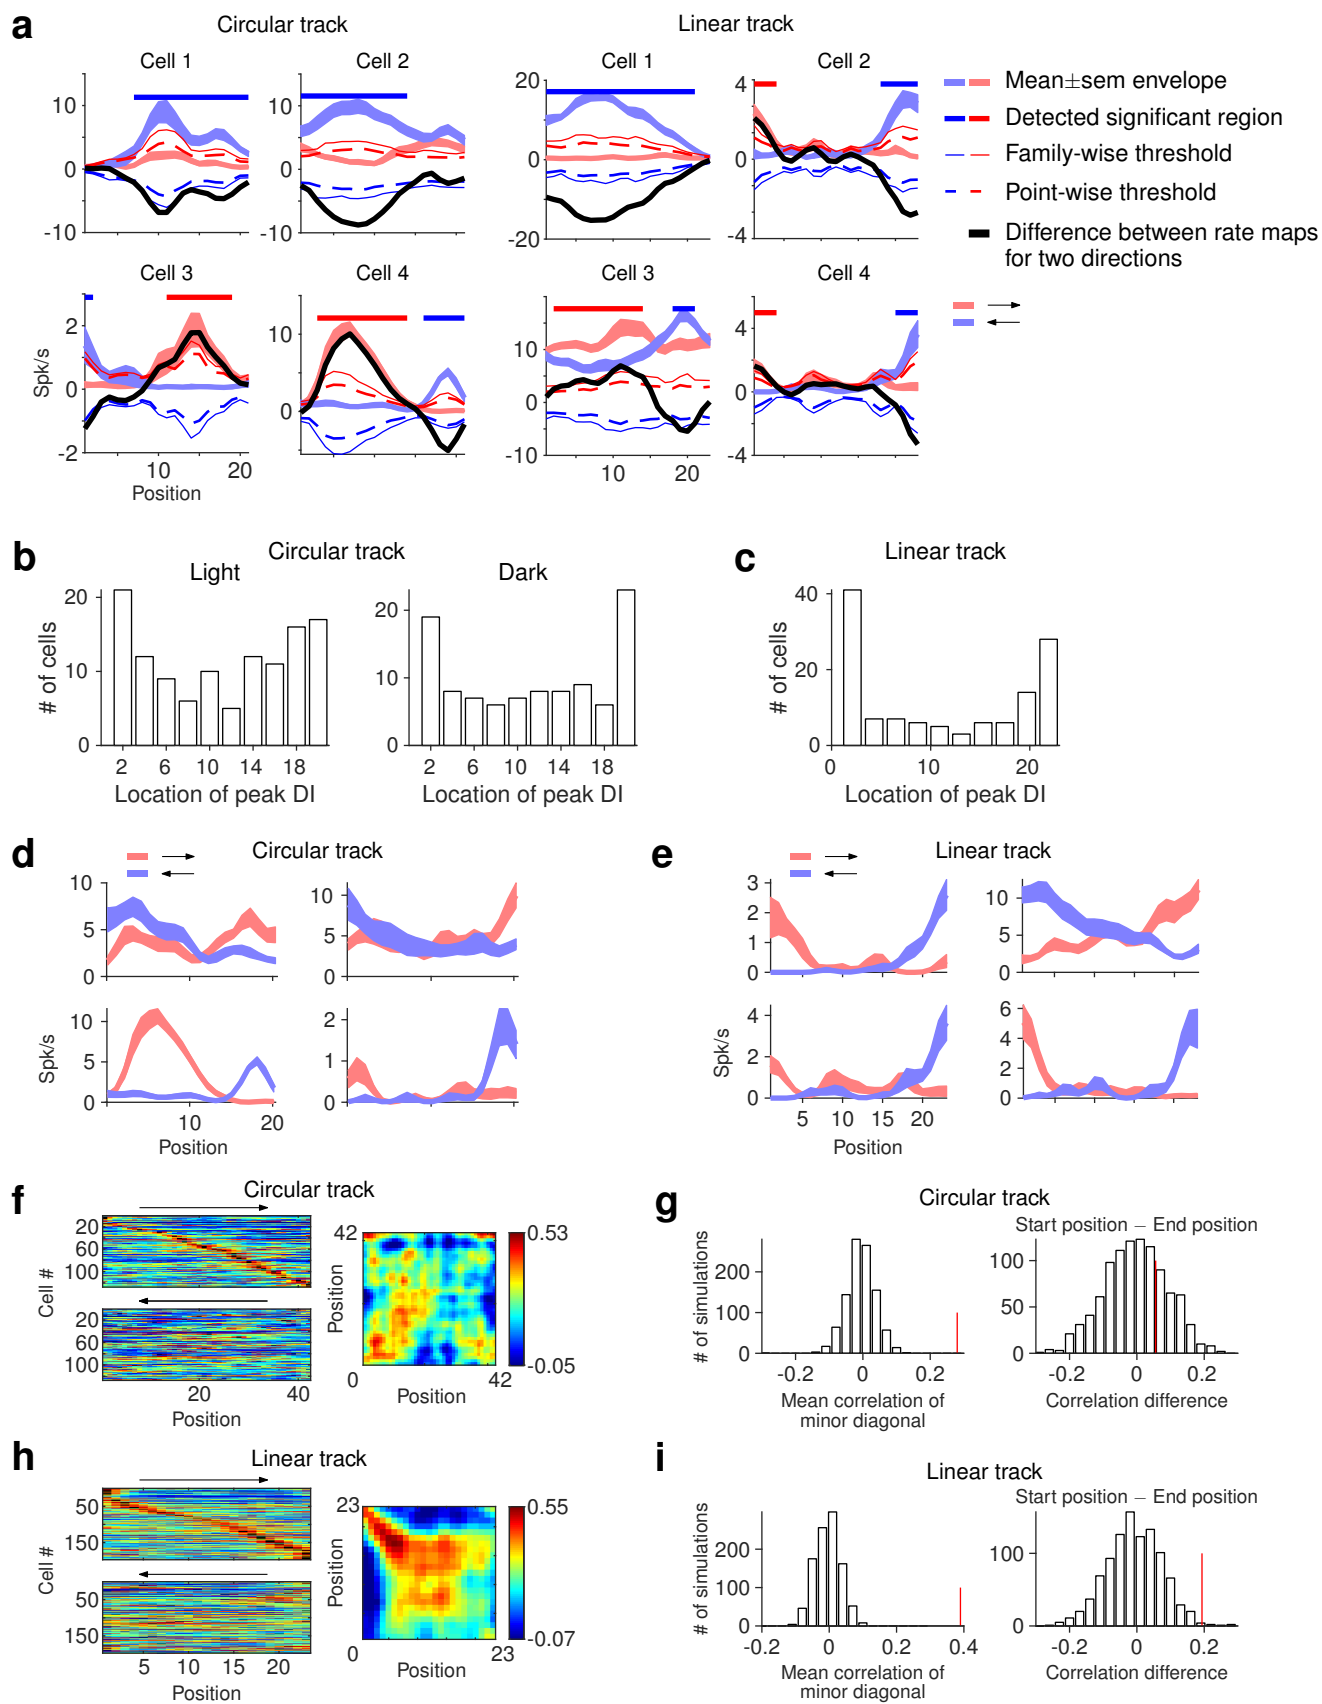 a
Circular track
Linear track
Cell 1
Cell 2
Cell 1
Cell 2
10
0
-10
10
0
-10
20
0
-20
4
0
-4
Mean±sem envelope
Detected significant region
Family-wise threshold
Point-wise threshold
Difference between rate maps
for two directions
Cell 3
Cell 4
Cell 3
Cell 4
Spk/s
2
0
-2
10
20
Position
10
5
0
10
0
-10
10
20
4
0
-4
b
Circular track
Light
Dark
# of cells
20
10
0
2
6
10
14
18
Location of peak DI
20
10
0
2
6
10
14
18
Location of peak DI
c
Linear track
# of cells
40
20
0
0
10
20
Location of peak DI
d
Circular track
10
5
0
10
5
0
Spk/s
10
5
0
10
20
Position
2
1
0
e
Linear track
3
2
1
0
10
5
0
Spk/s
4
2
0
5
10
15
20
Position
6
4
2
0
f
Circular track
Cell #
20
60
100
20
60
100
20
40
Position
42
Position
0
0
42
Position
0.53
-0.05
g
Circular track
# of simulations
200
100
0
-0.2
0
0.2
Mean correlation of
minor diagonal
Start position − End position
100
50
0
-0.2
0
0.2
Correlation difference
h
Linear track
Cell #
50
150
50
150
5
10
15
20
Position
23
Position
0
0
23
Position
0.55
-0.07
i
Linear track
# of simulations
200
100
0
-0.2
0
0.2
0.4
Mean correlation of
minor diagonal
Start position − End position
100
0
-0.2
0
0.2
Correlation difference